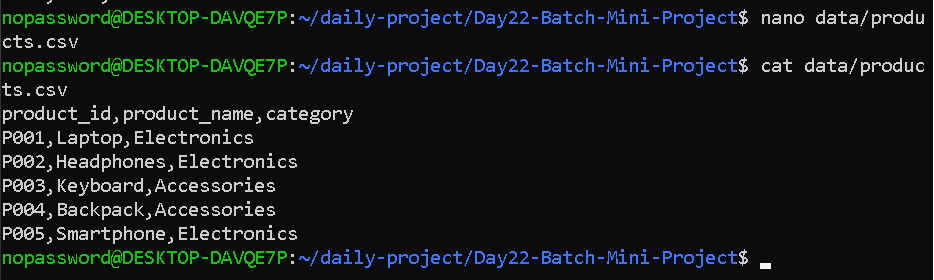 nopassword@DESKTOP-DAVQE7P:~/daily-project/Day22-Batch-Mini-Project$ nano data/produ
cts.csv
nopassword@DESKTOP-DAVQE7P:~/daily-project/Day22-Batch-Mini-Project$ cat data/produc
ts.csv
product_id,product_name,category
P001,Laptop,Electronics
P002,Headphones,Electronics
P003,Keyboard,Accessories
P004,Backpack,Accessories
P005,Smartphone,Electronics
nopassword@DESKTOP-DAVQE7P:~/daily-project/Day22-Batch-Mini-Project$